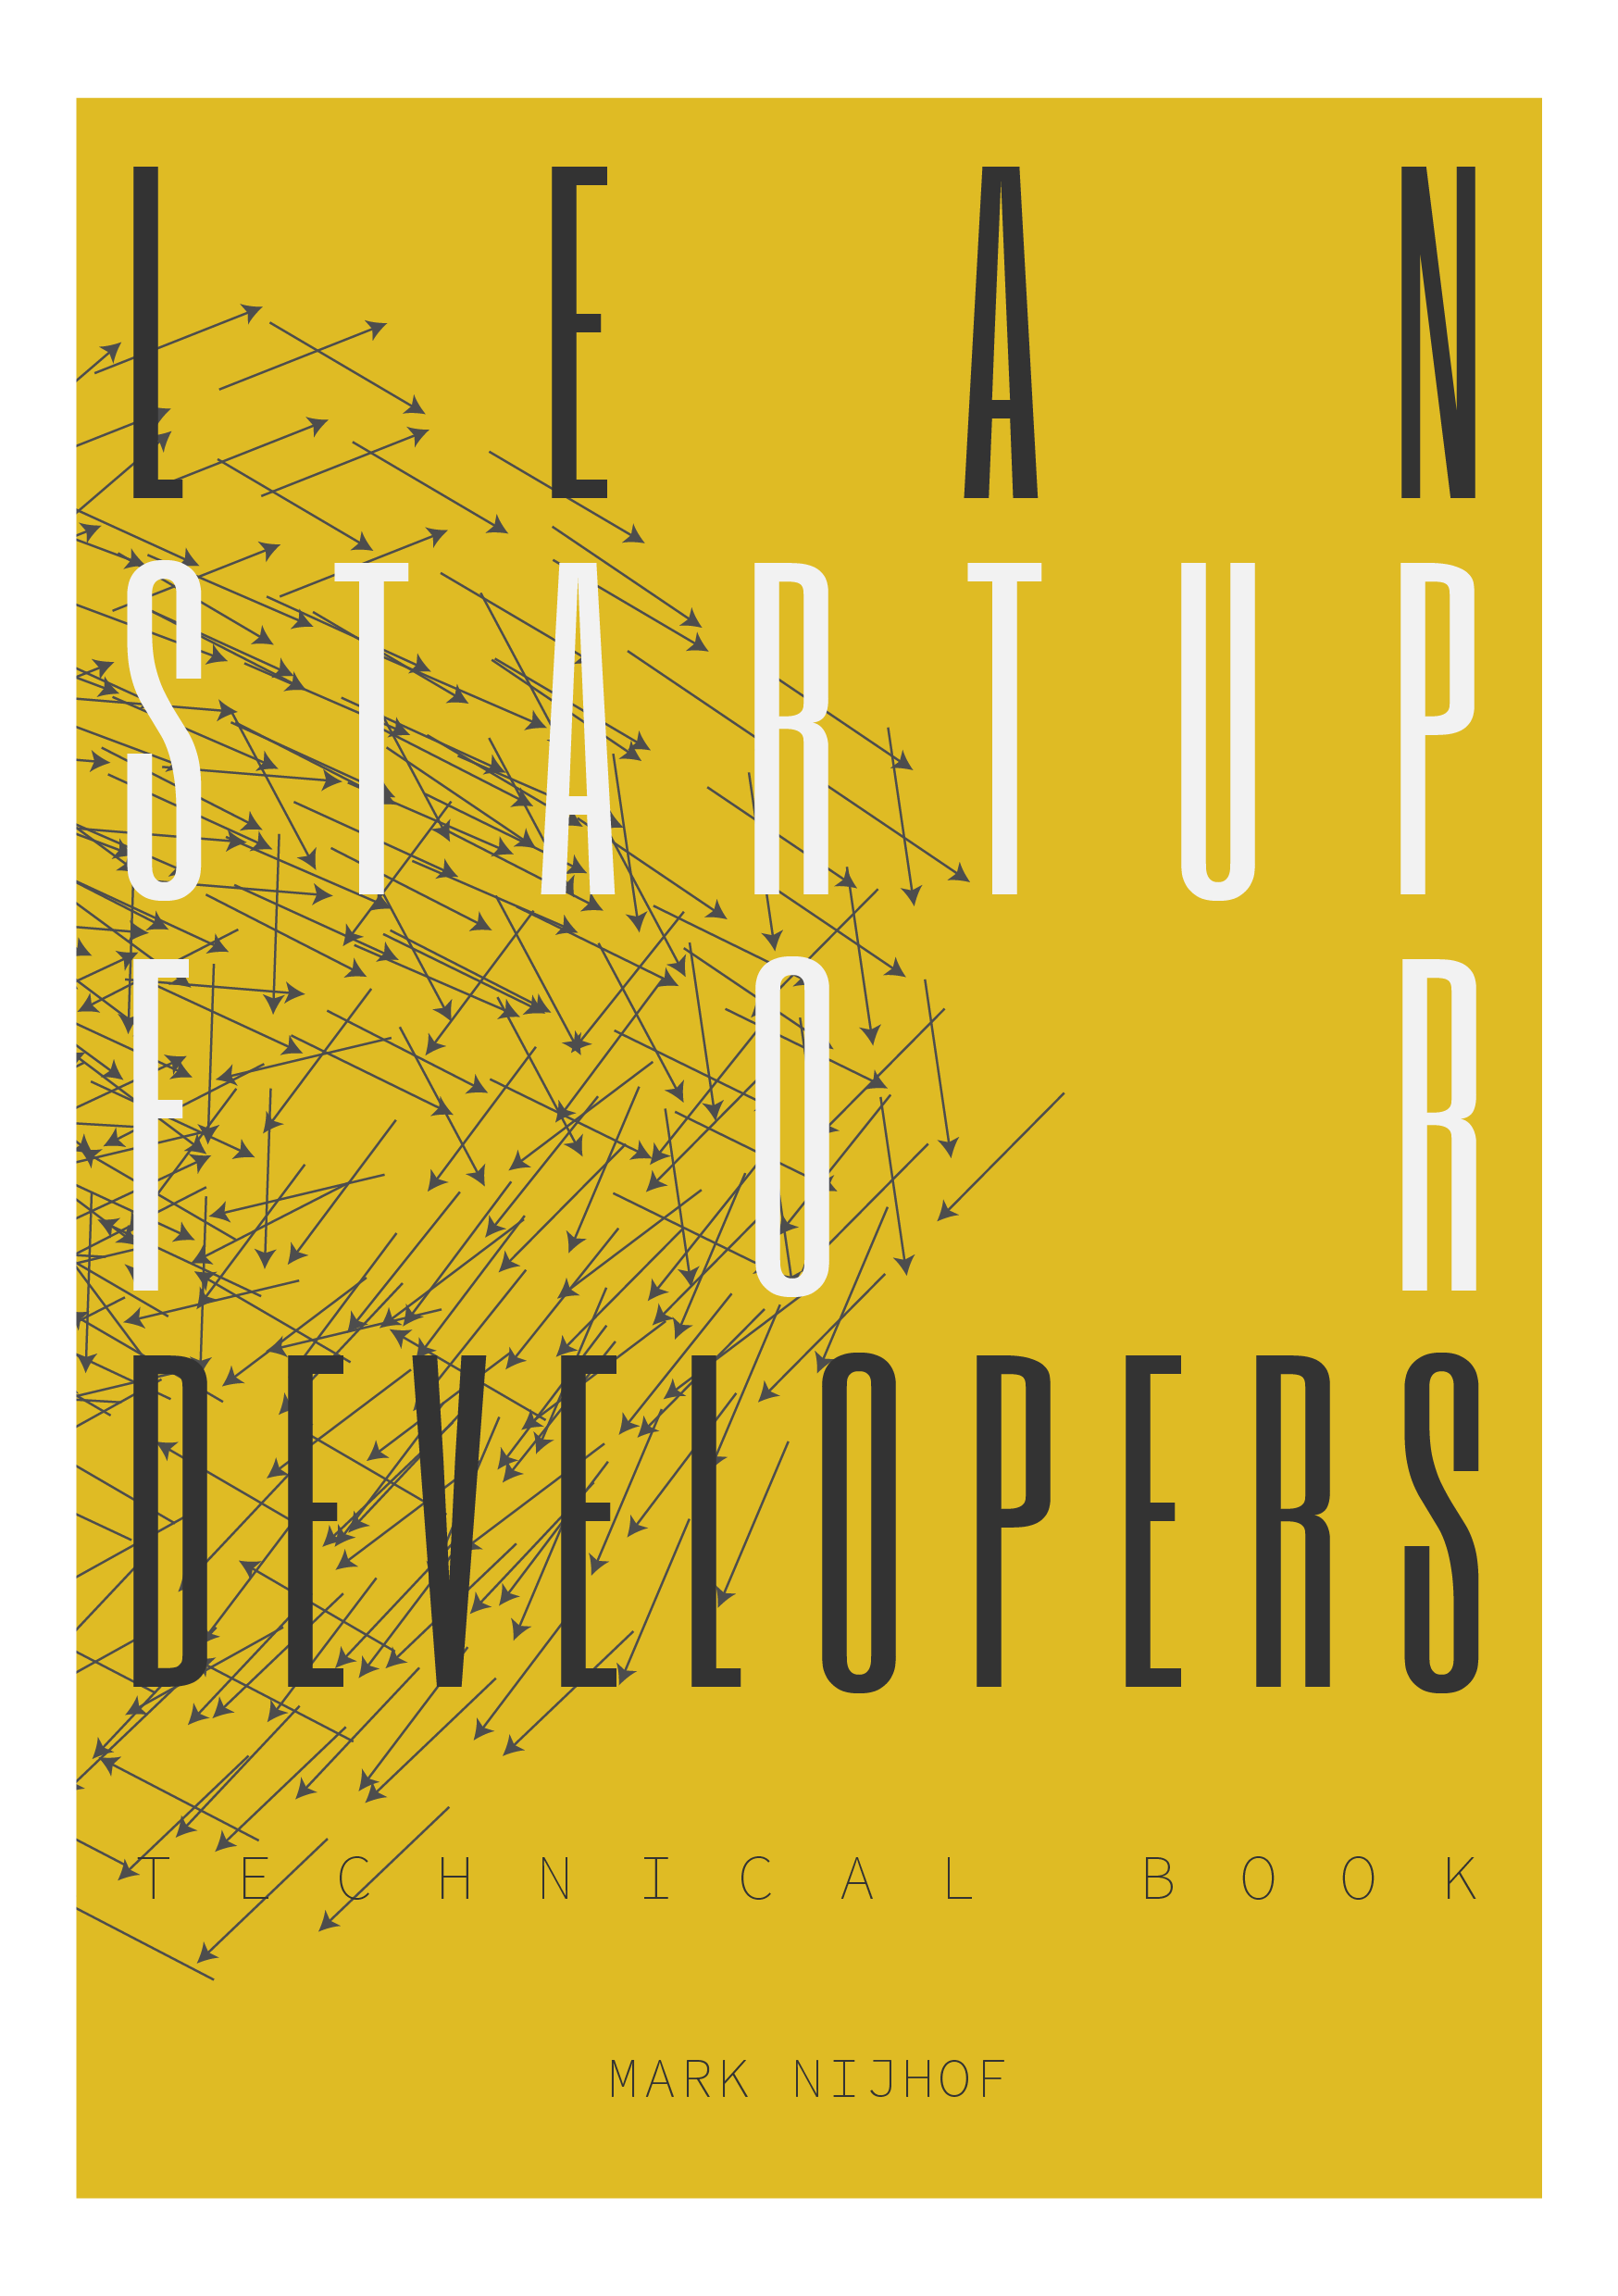 LEAN
STARTUP
FOR
DEVELOPERS
TECHNICAL BOOK
MARK NIJHOF